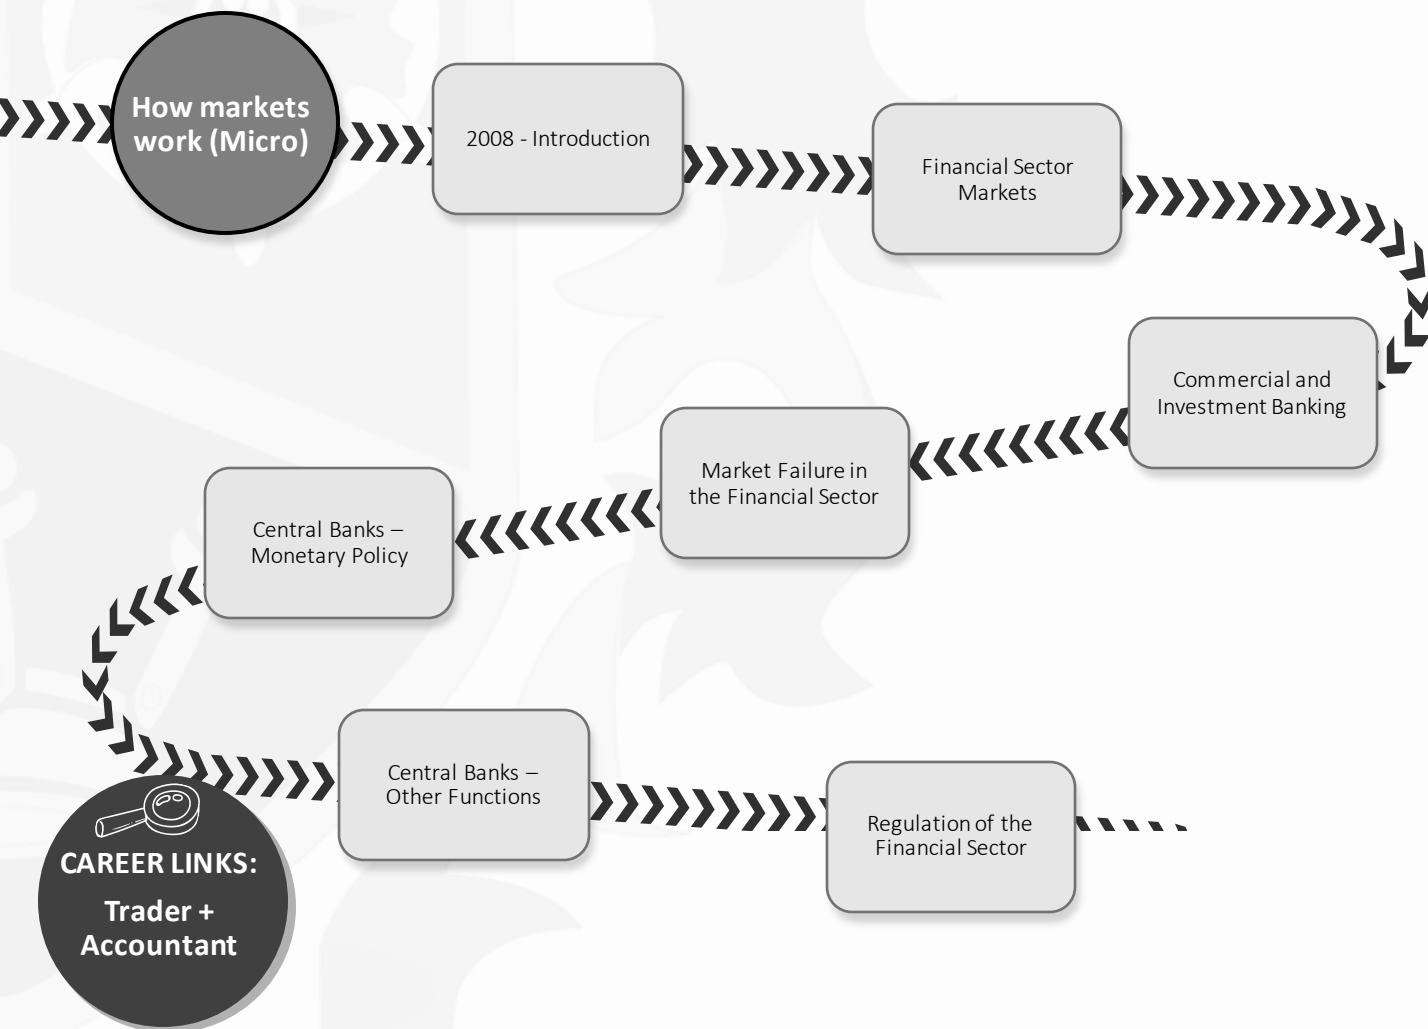 How markets
work (Micro)
2008 - Introduction
Financial Sector
Markets
Commercial and
Investment Banking
Market Failure in
the Financial Sector
Central Banks –
Monetary Policy
Central Banks –
Other Functions
Regulation of the
Financial Sector
CAREER LINKS:
Trader +
Accountant